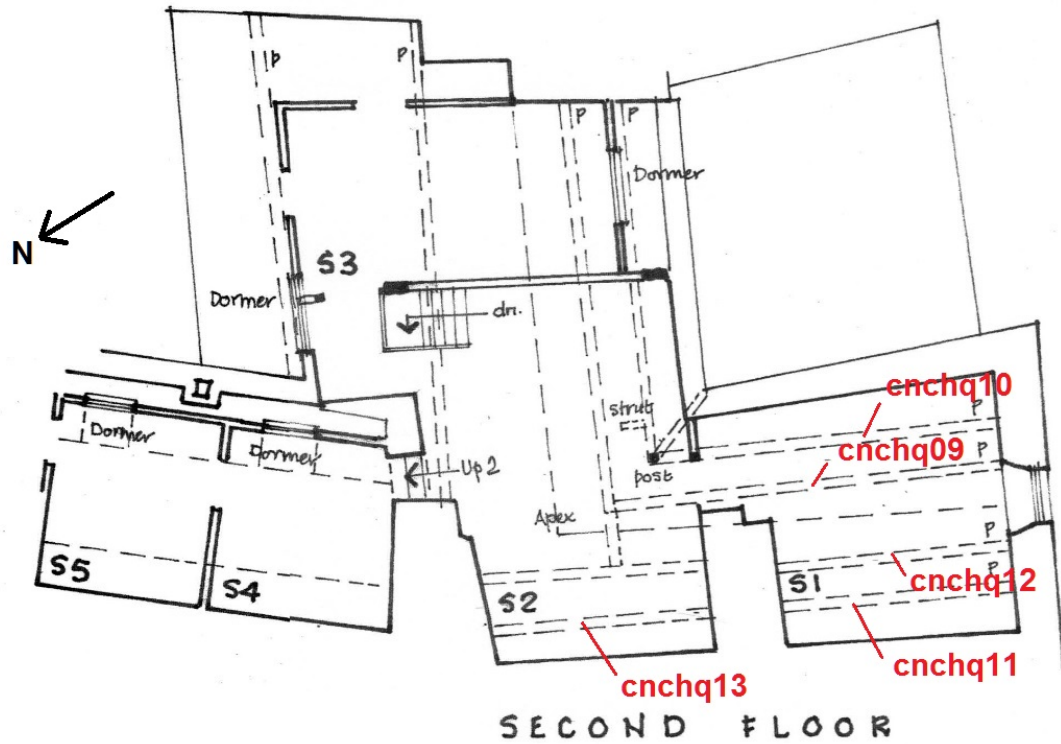 P
P
P
P
Dormer
N
S3
Dormer
dn.
cnchq10
P
strut
Dormer
Dormer
cnchq09
P
Up 2
post
Apex
P
S5
S4
S2
S1
P
cnchq12
cnchq11
cnchq13
SECOND FLOOR